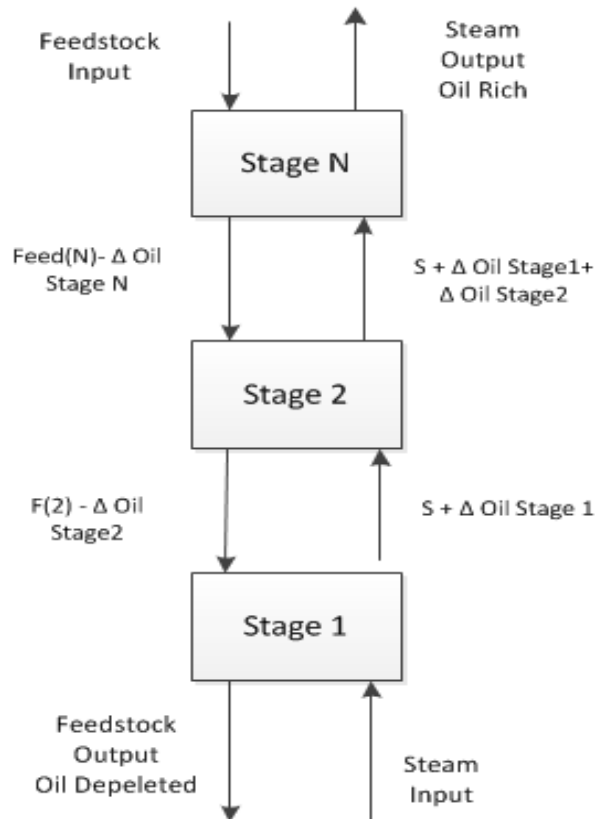 Feedstock
Input
Steam
Output
Oil Rich
Stage N
Feed(N)- Δ Oil
Stage N
S + Δ Oil Stage1+
Δ Oil Stage2
Stage 2
F(2) - Δ Oil
Stage2
S + Δ Oil Stage 1
Stage 1
Feedstock
Output
Oil Depeleted
Steam
Input